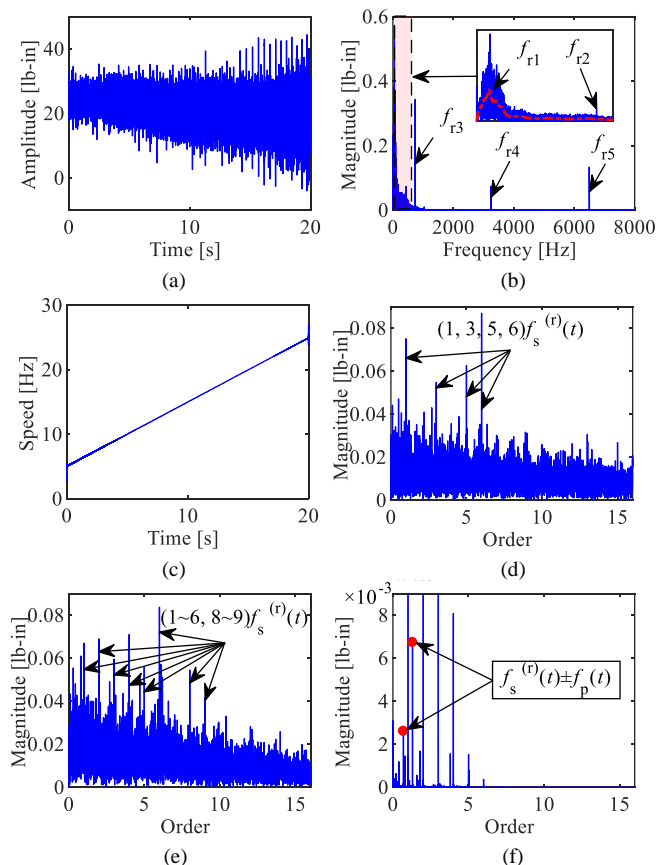 50
40
30
20
10
0
Amplitude [lb-in]
0 10 20
Time [s]
(a)
0.6
0.4
0.2
0
Magnitude [lb-in]
f_r1
f_r2
f_r3
f_r4
f_r5
0 2000 4000 6000 8000
Frequency [Hz]
(b)
30
20
10
0
Speed [Hz]
0 10 20
Time [s]
(c)
0.08
0.06
0.04
0.02
0
Magnitude [lb-in]
(1, 3, 5, 6)f_s^(r)(t)
0 5 10 15
Order
(d)
0.08
0.06
0.04
0.02
0
Magnitude [lb-in]
(1~6, 8~9)f_s^(r)(t)
0 5 10 15
Order
(e)
×10^-3
8
6
4
2
0
Magnitude [lb-in]
f_s^(r)(t)±f_p(t)
0 5 10 15
Order
(f)